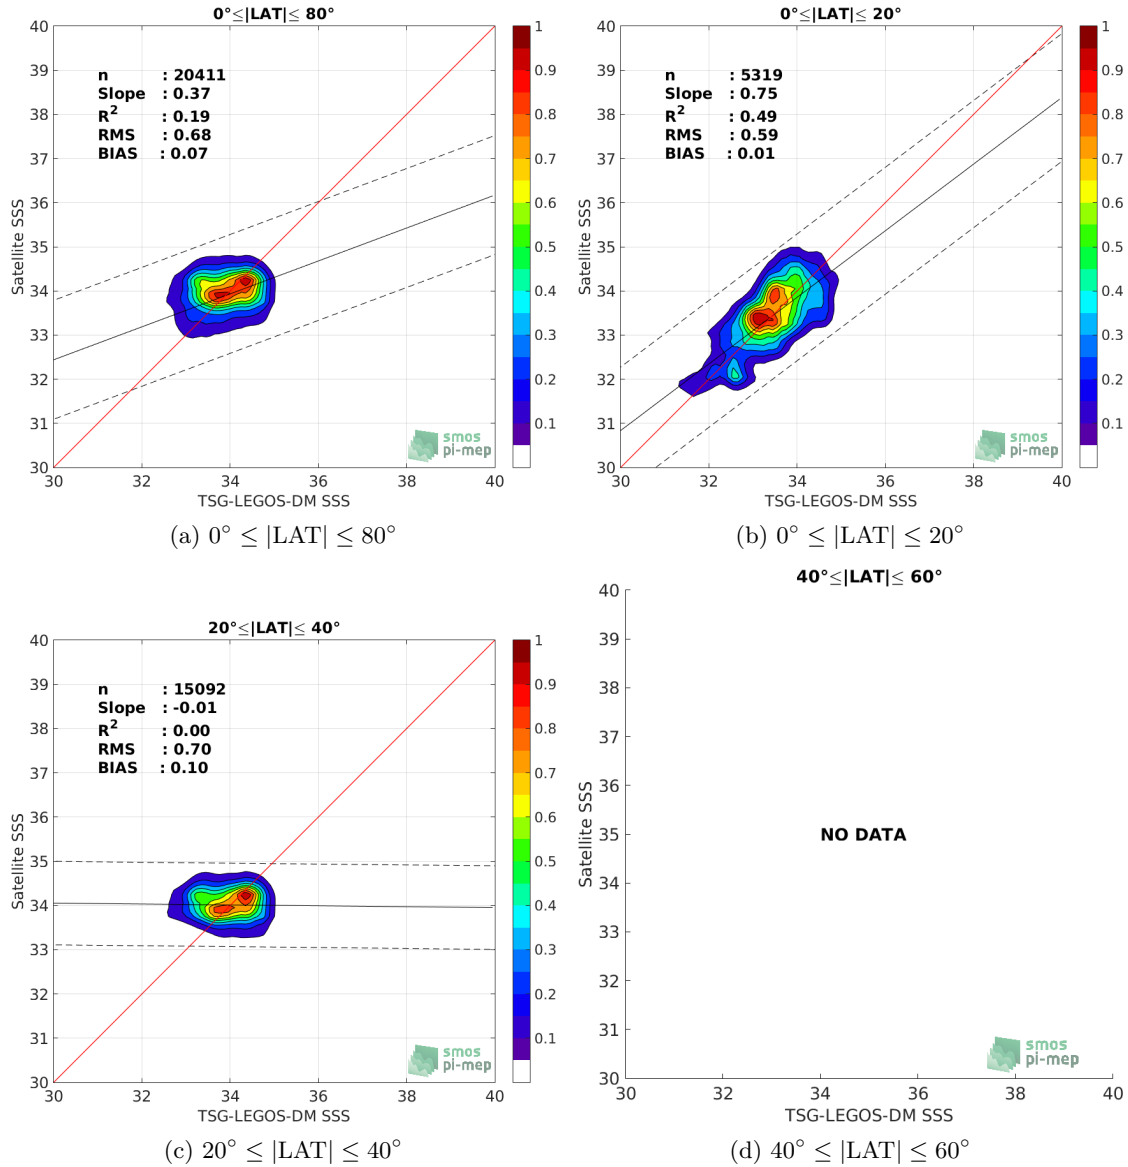 0°≤|LAT|≤ 80°
40
39
38
37
36
35
34
33
32
31
30
Satellite SSS
n : 20411
Slope : 0.37
R2 : 0.19
RMS : 0.68
BIAS : 0.07
smos
pi-mep
30 32 34 36 38 40
TSG-LEGOS-DM SSS
1
0.9
0.8
0.7
0.6
0.5
0.4
0.3
0.2
0.1
(a) 0° ≤ |LAT| ≤ 80°
0°≤|LAT|≤ 20°
40
39
38
37
36
35
34
33
32
31
30
Satellite SSS
n : 5319
Slope : 0.75
R2 : 0.49
RMS : 0.59
BIAS : 0.01
smos
pi-mep
30 32 34 36 38 40
TSG-LEGOS-DM SSS
1
0.9
0.8
0.7
0.6
0.5
0.4
0.3
0.2
0.1
(b) 0° ≤ |LAT| ≤ 20°
20°≤|LAT|≤ 40°
40
39
38
37
36
35
34
33
32
31
30
Satellite SSS
n : 15092
Slope : -0.01
R2 : 0.00
RMS : 0.70
BIAS : 0.10
smos
pi-mep
30 32 34 36 38 40
TSG-LEGOS-DM SSS
1
0.9
0.8
0.7
0.6
0.5
0.4
0.3
0.2
0.1
(c) 20° ≤ |LAT| ≤ 40°
40°≤|LAT|≤ 60°
40
39
38
37
36
35
34
33
32
31
30
Satellite SSS
NO DATA
smos
pi-mep
30 32 34 36 38 40
TSG-LEGOS-DM SSS
(d) 40° ≤ |LAT| ≤ 60°